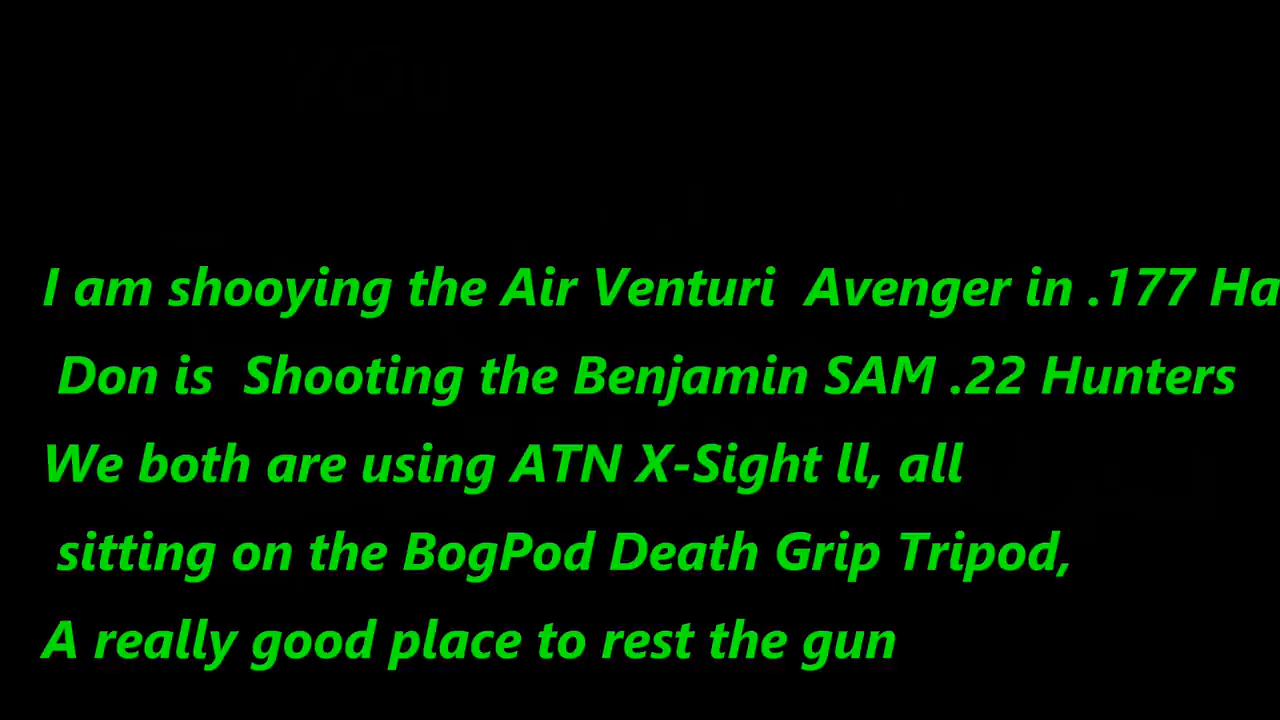 I am shooying the Air Venturi Avenger in .177 Ha
Don is Shooting the Benjamin SAM .22 Hunters
We both are using ATN X-Sight ll, all
sitting on the BogPod Death Grip Tripod,
A really good place to rest the gun